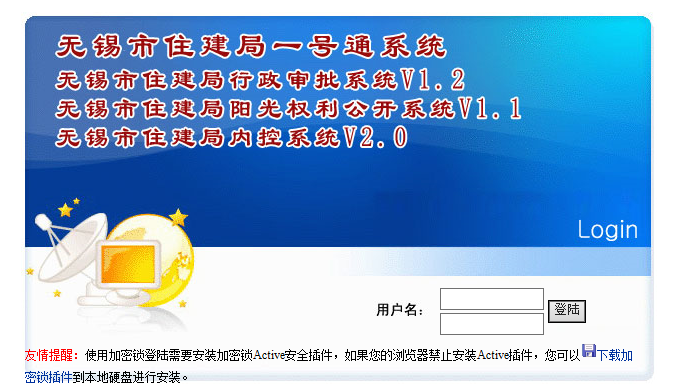 无锡市住建局一号通系统
无锡市住建局行政审批系统V1.2
无锡市住建局阳光权利公开系统V1.1
无锡市住建局内控系统V2.0
Login
用户名：
登陆
友情提醒：使用加密锁登陆需要安装加密锁Active安全插件，如果您的浏览器禁止安装Active插件，您可以下载加
密锁插件到本地硬盘进行安装。